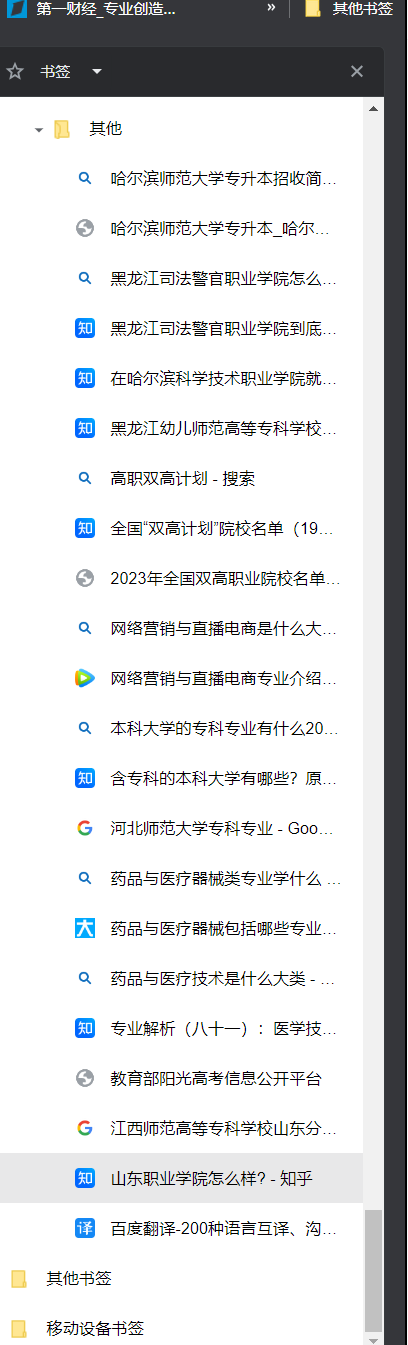 第一财经_专业创造...
»
其他书签
书签
其他
哈尔滨师范大学专升本招收简...
哈尔滨师范大学专升本_哈尔...
黑龙江司法警官职业学院怎么...
知 黑龙江司法警官职业学院到底...
知 在哈尔滨科学技术职业学院就...
知 黑龙江幼儿师范高等专科学校...
高职双高计划 - 搜索
知 全国“双高计划”院校名单（19...
2023年全国双高职业院校名单...
网络营销与直播电商是什么大...
网络营销与直播电商专业介绍...
本科大学的专科专业有什么20...
知 含专科的本科大学有哪些？原...
G 河北师范大学专科专业 - Goo...
药品与医疗器械类专业学什么 ...
大 药品与医疗器械包括哪些专业...
药品与医疗技术是什么大类 - ...
知 专业解析（八十一）：医学技...
教育部阳光高考信息公开平台
G 江西师范高等专科学校山东分...
知 山东职业学院怎么样? - 知乎
译 百度翻译-200种语言互译、沟...
其他书签
移动设备书签